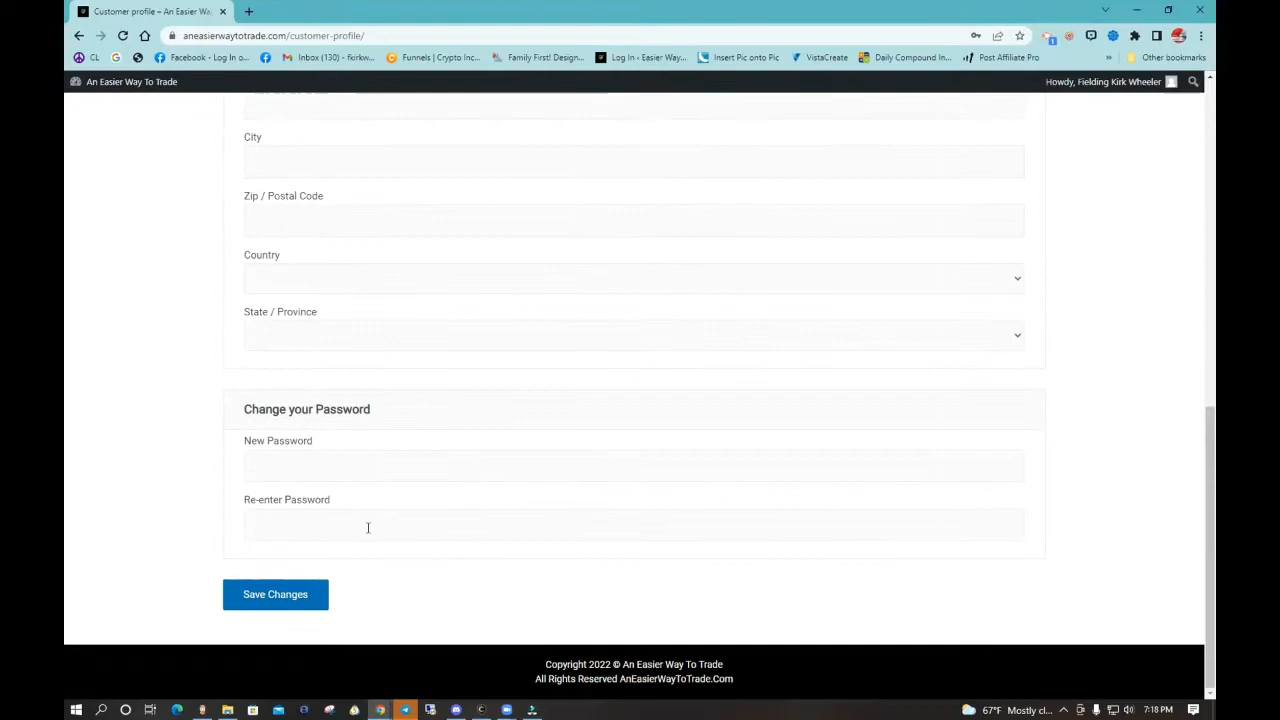 Customer profile – An Easier Wa
aneasierwaytotrade.com/customer-profile/
CL
Facebook - Log In o...
Inbox (130) - fkirkw...
Funnels | Crypto Inc...
Family First! Design...
Log In ‹ Easier Way...
Insert Pic onto Pic
VistaCreate
Daily Compound In...
Post Affiliate Pro
»
Other bookmarks
An Easier Way To Trade
Howdy, Fielding Kirk Wheeler
City
Zip / Postal Code
Country
State / Province
Change your Password
New Password
Re-enter Password
Save Changes
Copyright 2022 © An Easier Way To Trade
All Rights Reserved AnEasierWayToTrade.Com
67°F Mostly cl...
7:18 PM